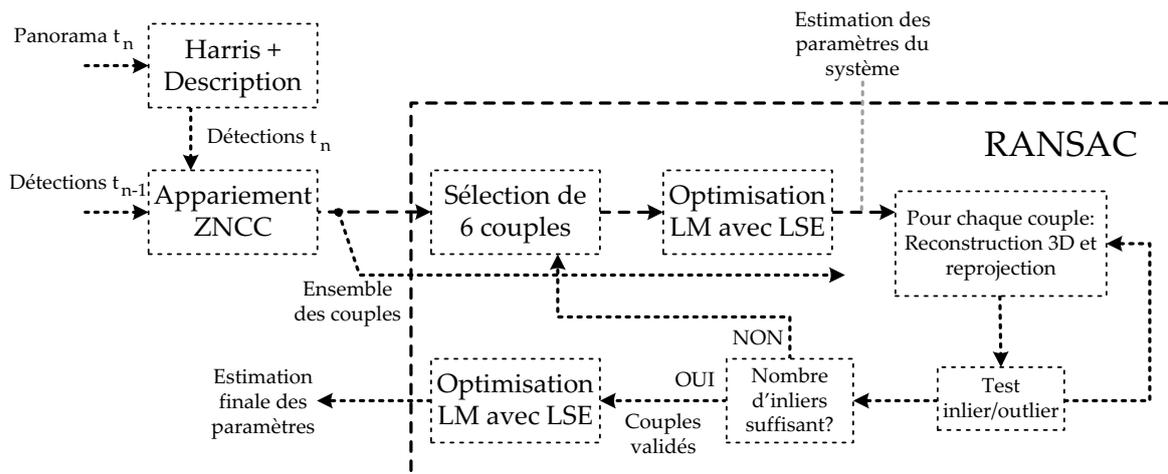 Panorama t n
Harris +
Description
Détections t n
Détections t n-1
Appariement
ZNCC
Ensemble
des couples
Estimation des
paramètres du
système
RANSAC
Sélection de
6 couples
Optimisation
LM avec LSE
Pour chaque couple:
Reconstruction 3D et
reprojection
Test
inlier/outlier
Nombre
d'inliers
suffisant?
NON
OUI
Couples
validés
Optimisation
LM avec LSE
Estimation
finale des
paramètres